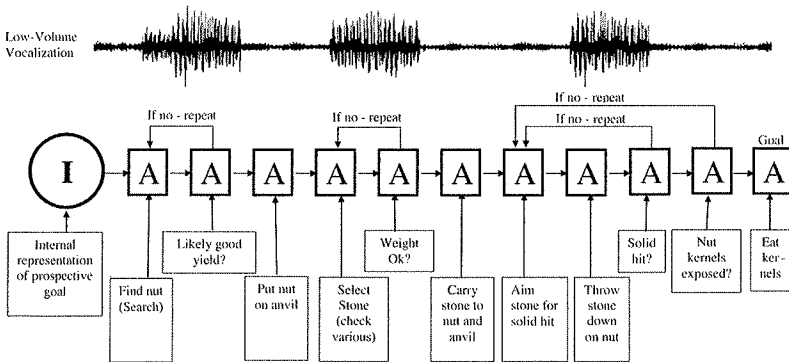 Low-Volume
Vocalization
If no - repeat
If no - repeat
If no - repeat
If no - repeat
Goal
I
A
A
A
A
A
A
A
A
A
A
A
Internal
representation
of prospective
goal
Find nut
(Search)
Likely good
yield?
Put nut
on anvil
Select
Stone
(check
various)
Weight
Ok?
Carry
stone to
nut and
anvil
Aim
stone for
solid hit
Throw
stone
down
on nut
Solid
hit?
Nut
kernels
exposed?
Eat
ker-
nels